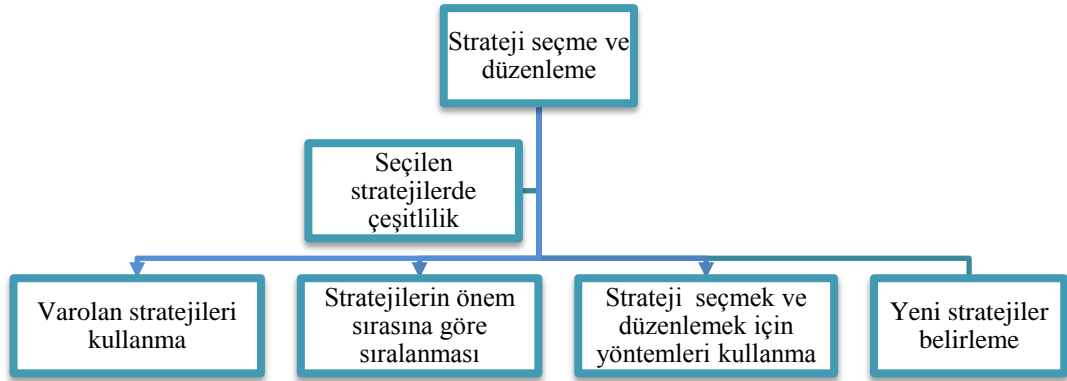 Strateji seçme ve
düzenleme
Seçilen
stratejilerde
çeşitlilik
Varolan stratejileri
kullanma
Stratejilerin önem
sırasına göre
sıralanması
Strateji seçmek ve
düzenlemek için
yöntemleri kullanma
Yeni stratejiler
belirleme